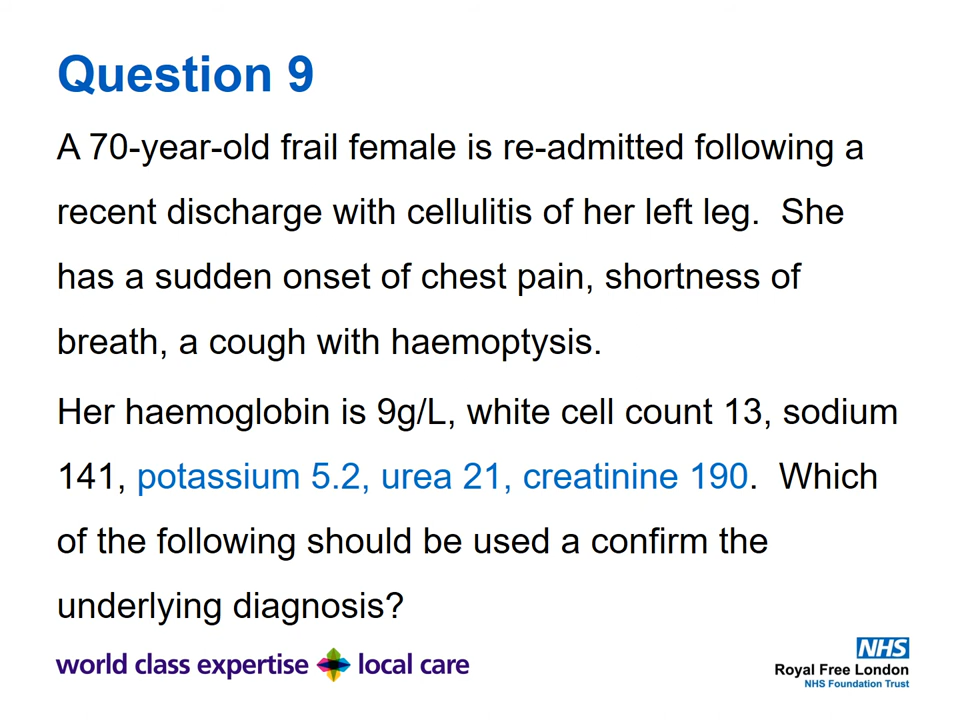 Question 9
A 70-year-old frail female is re-admitted following a
recent discharge with cellulitis of her left leg.  She
has a sudden onset of chest pain, shortness of
breath, a cough with haemoptysis.
Her haemoglobin is 9g/L, white cell count 13, sodium
141, potassium 5.2, urea 21, creatinine 190.  Which
of the following should be used a confirm the
underlying diagnosis?
world class expertise local care
NHS
Royal Free London
NHS Foundation Trust